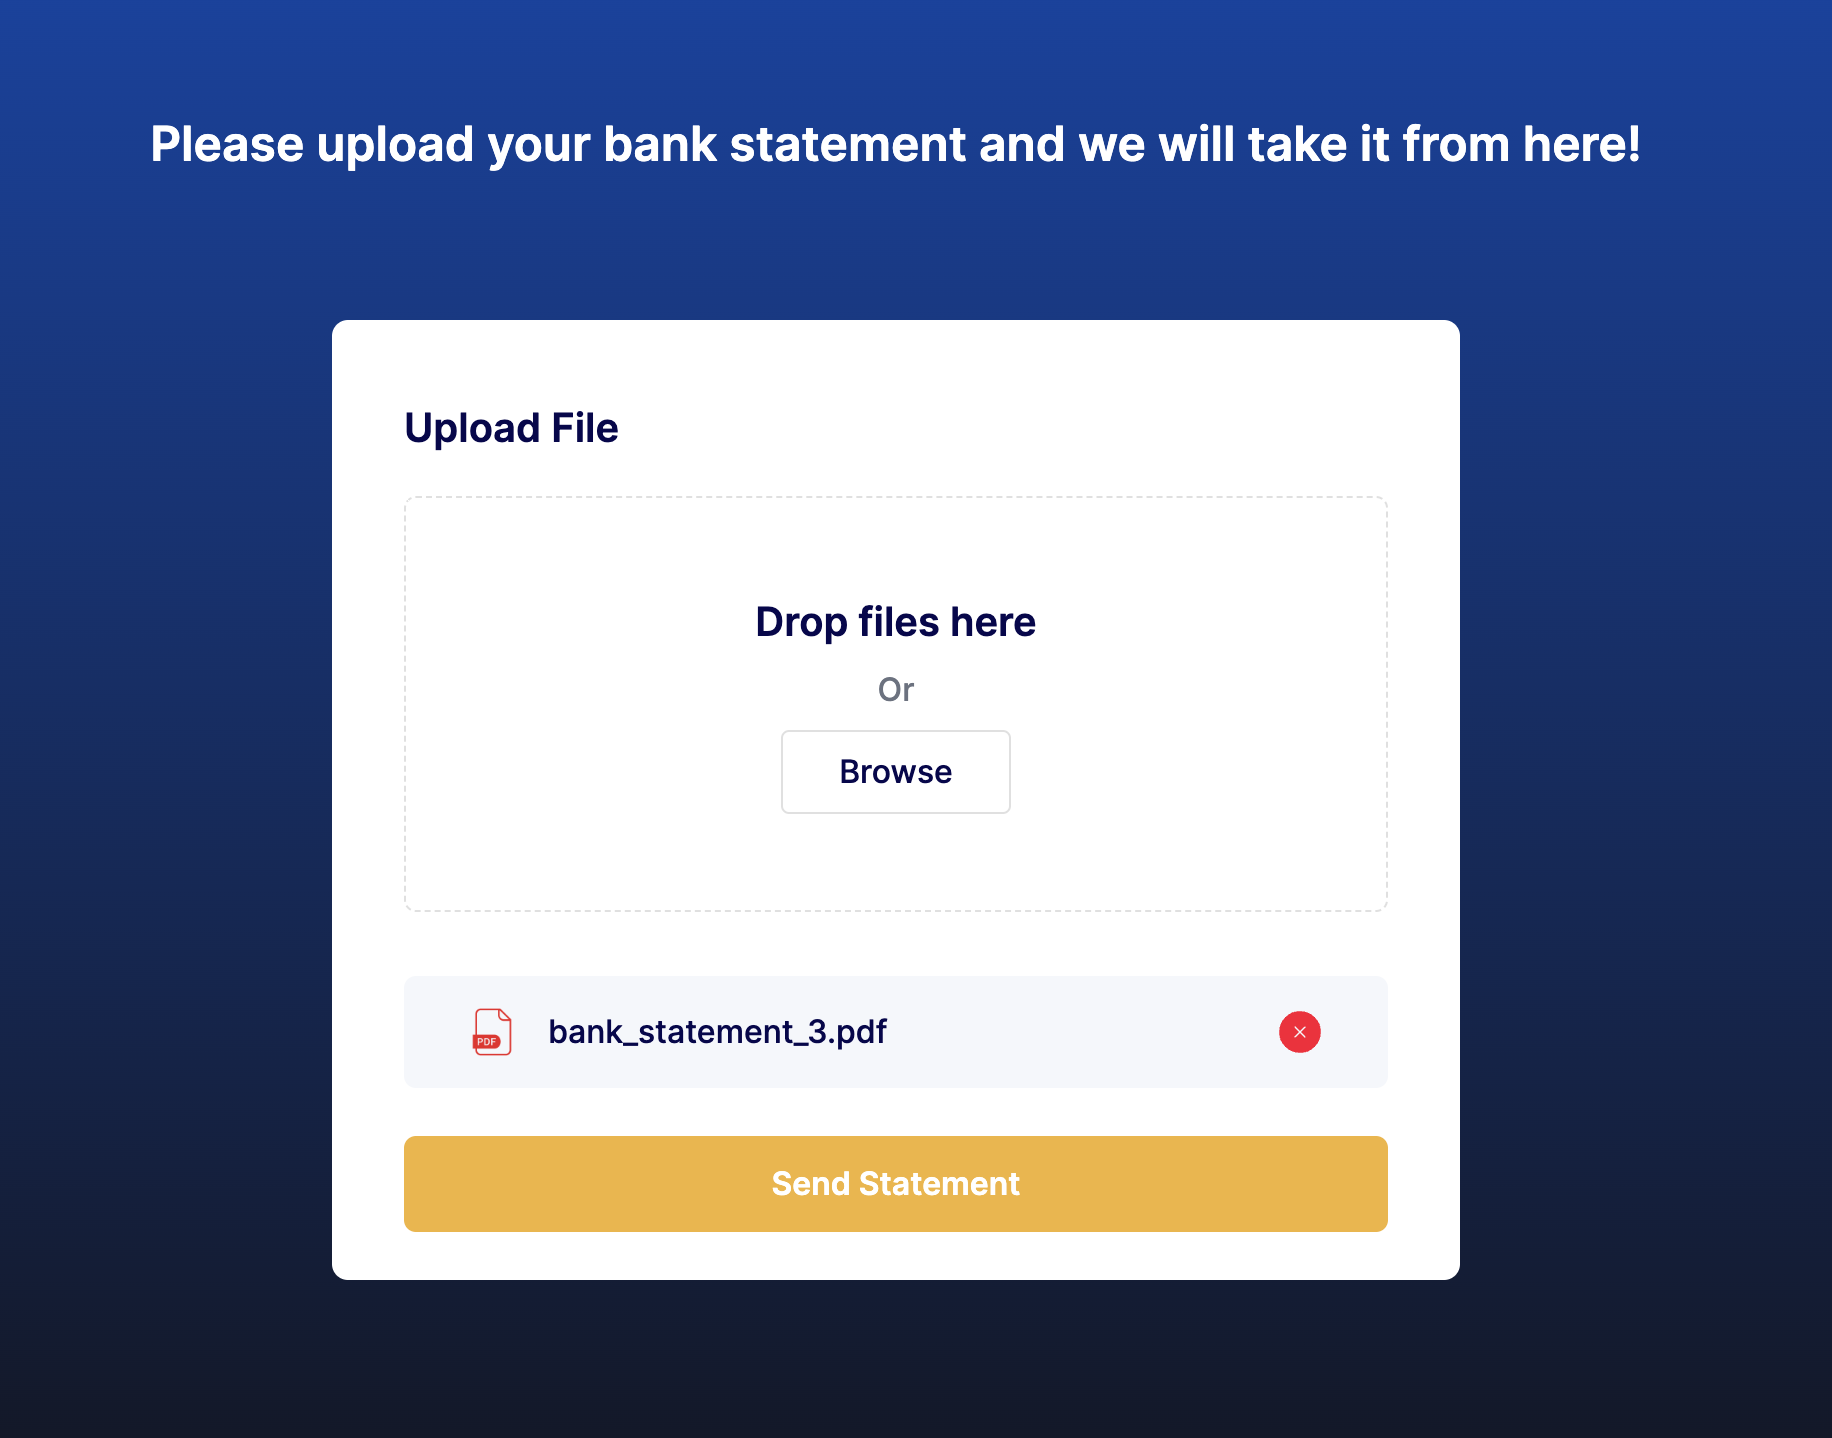 Please upload your bank statement and we will take it from here!
Upload File
Drop files here
Or
Browse
PDF
bank_statement_3.pdf
Send Statement